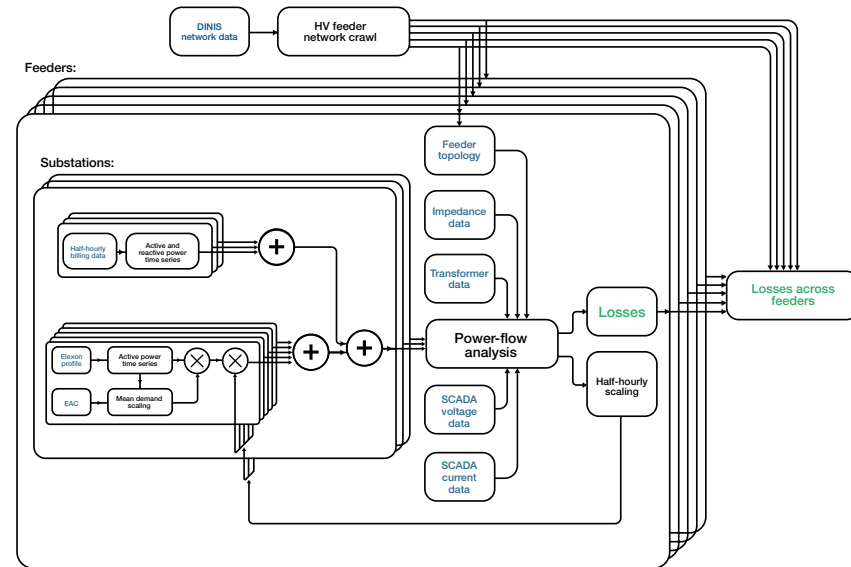 DINIS
network data
HV feeder
network crawl
Feeders:
Substations:
Feeder
topology
Impedance
data
Transformer
data
Half-hourly
billing data
Active and
reactive power
time series
+
Elexon
profile
Active power
time series
×
×
EAC
Mean demand
scaling
+
+
Power-flow
analysis
Losses
Losses across
feeders
Half-hourly
scaling
SCADA
voltage
data
SCADA
current
data